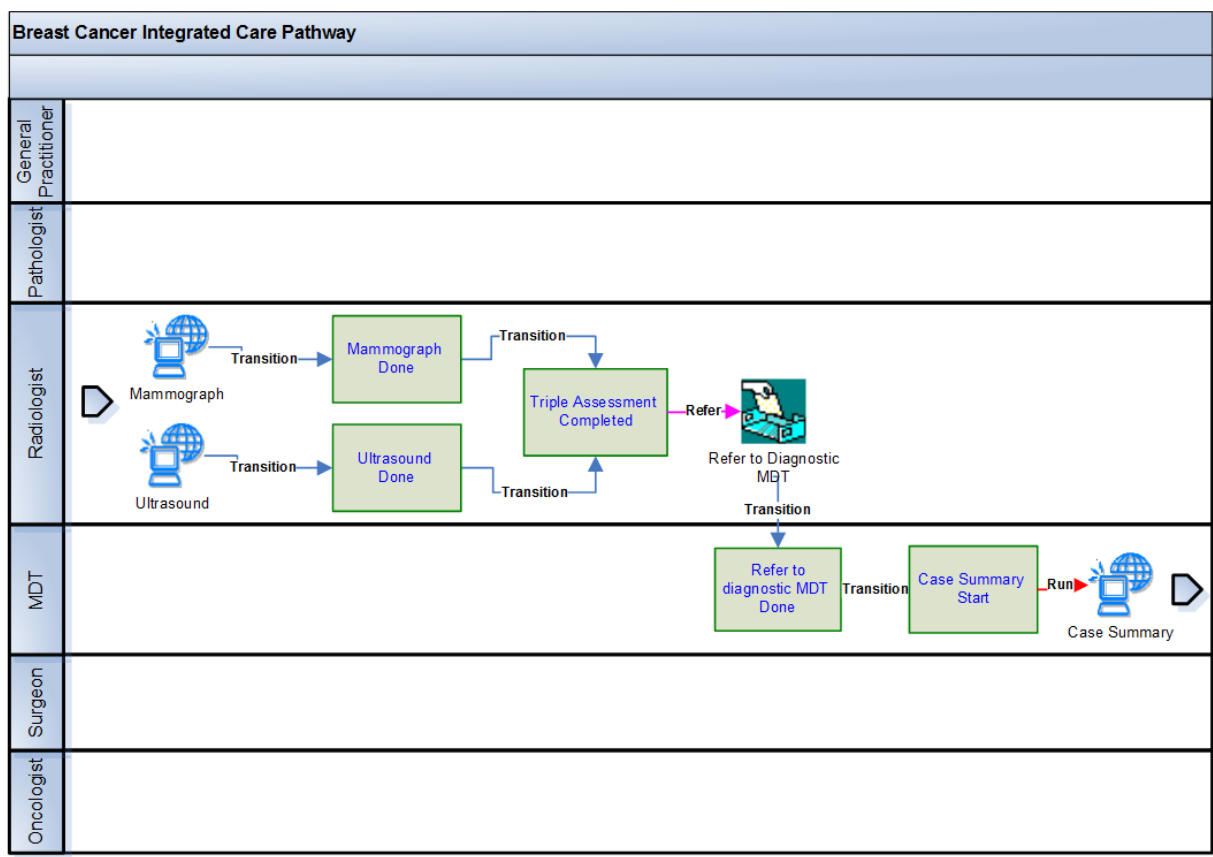 Breast Cancer Integrated Care Pathway
General
Practitioner
Pathologist
Radiologist
Mammograph
Transition
Mammograph
Done
Transition
Ultrasound
Transition
Ultrasound
Done
Transition
Triple Assessment
Completed
Refer
Refer to Diagnostic
MDT
Transition
MDT
Refer to
diagnostic MDT
Done
Transition
Case Summary
Start
Run
Case Summary
Surgeon
Oncologist